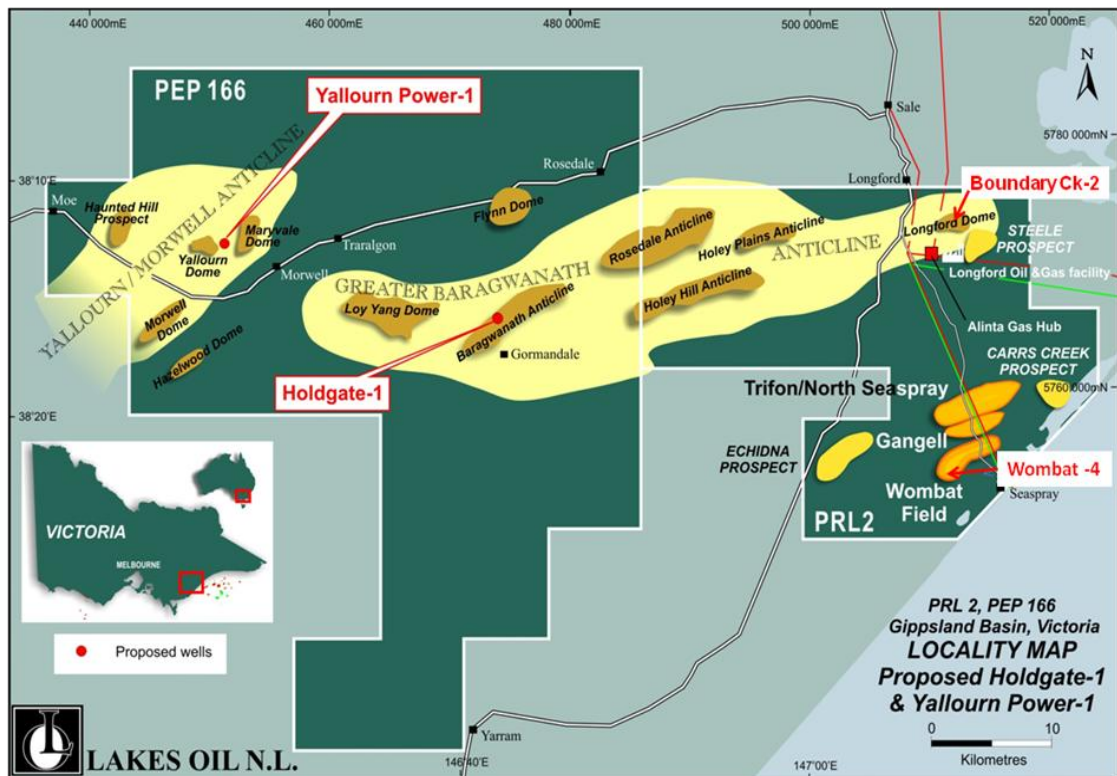 440 000mE
460 000mE
480 000mE
500 000mE
520 000mE
PEP 166
Yallourn Power-1
N
Sale
5780 000mN
YALLOURN / MORWELL ANTICLINE
38°10'E
Rosedale
Longford
Boundary Ck-2
Moe
Haunted Hill
Prospect
Maryvale
Dome
Yallourn
Dome
Flynn Dome
Traralgon
Morwell
Rosedale Anticline
Holey Plains Anticline
Longford Dome
STEELE
PROSPECT
GREATER BARAGWANATH
ANTICLINE
Longford Oil &Gas facility
Loy Yang Dome
Baragwanath Anticline
Holey Hill Anticline
Morwell
Dome
Hazelwood Dome
Gormandale
Alinta Gas Hub
CARRS CREEK
PROSPECT
Holdgate-1
Trifon/North Seaspray
5760 000mN
38°20'E
ECHIDNA
PROSPECT
Gangell
Wombat -4
Wombat
Field
Seaspray
PRL2
VICTORIA
MELBOURNE
Proposed wells
PRL 2, PEP 166
Gippsland Basin, Victoria
LOCALITY MAP
Proposed Holdgate-1
& Yallourn Power-1
0
10
Kilometres
Yarram
LAKES OIL N.L.
146°40'E
147°00'E